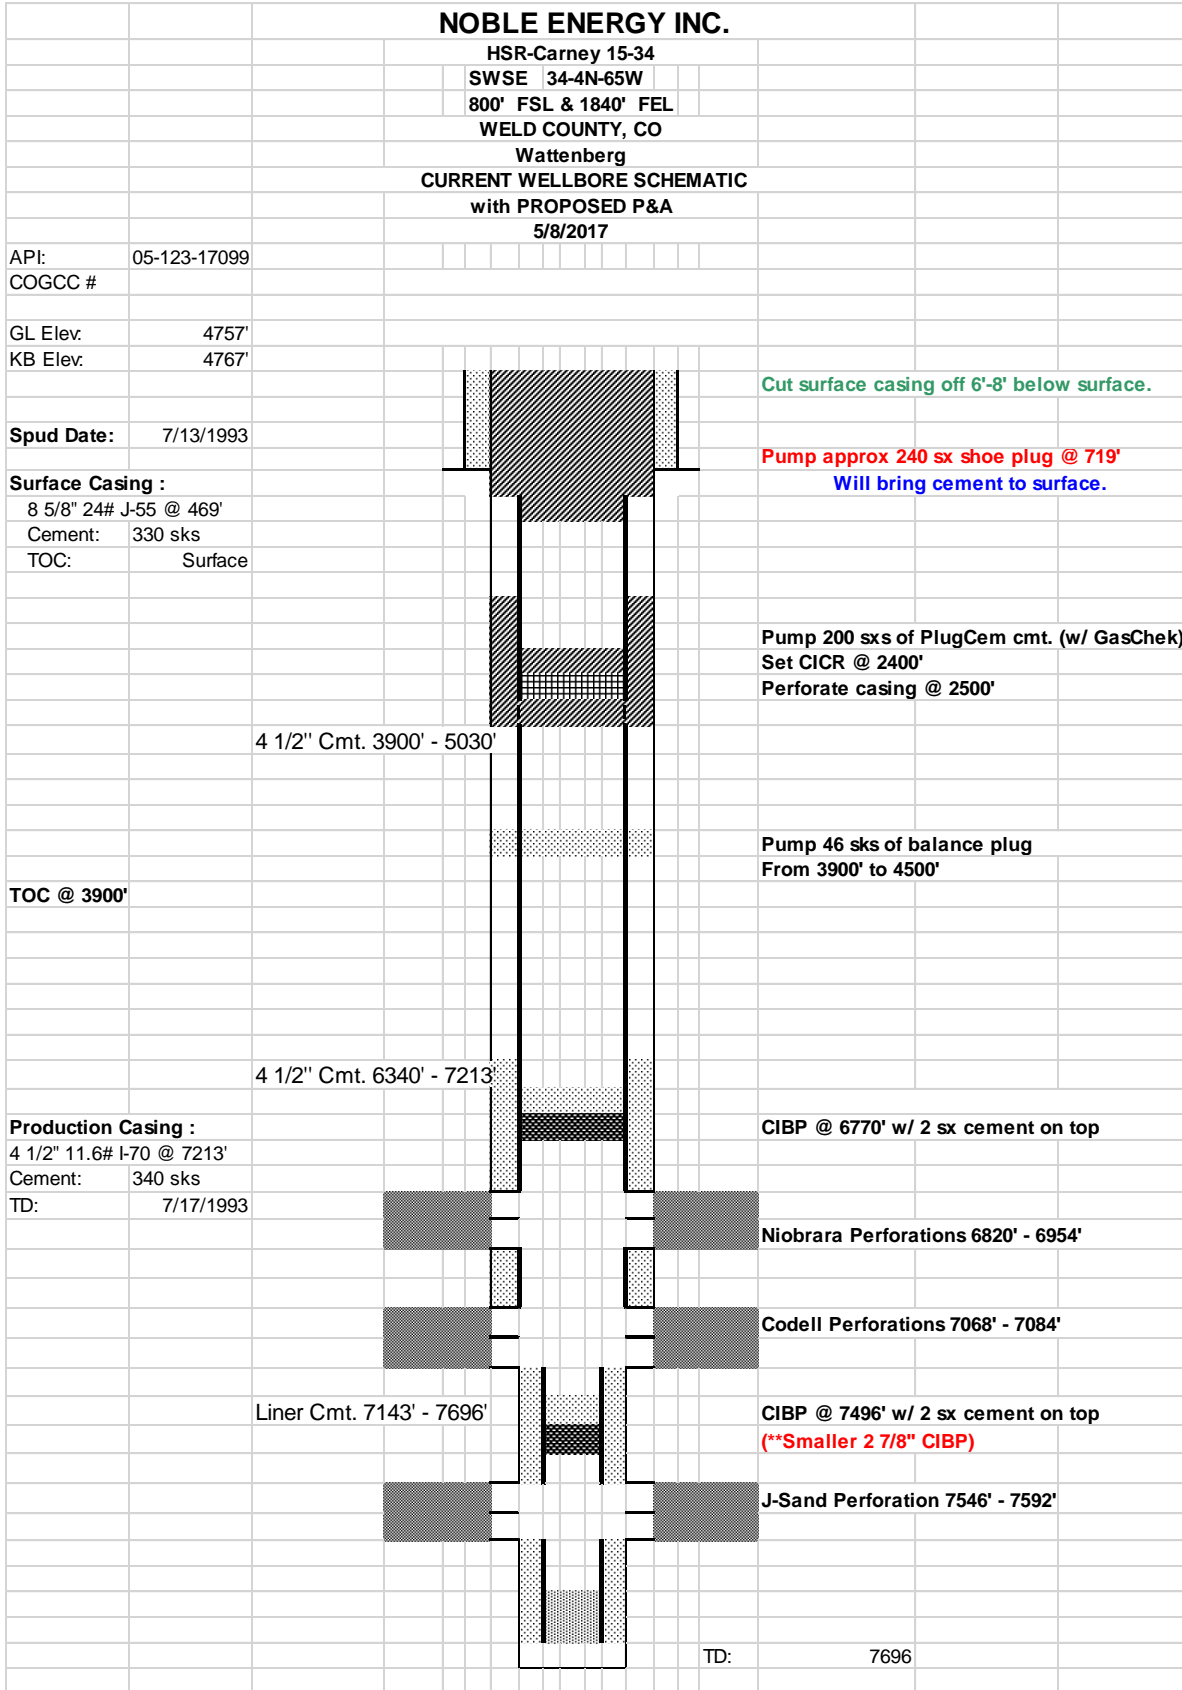 NOBLE ENERGY INC.
HSR-Carney 15-34
SWSE 34-4N-65W
800' FSL & 1840' FEL
WELD COUNTY, CO
Wattenberg
CURRENT WELLBORE SCHEMATIC
with PROPOSED P&A
5/8/2017
API: 05-123-17099
COGCC #
GL Elev: 4757'
KB Elev: 4767'
Cut surface casing off 6'-8' below surface.
Spud Date: 7/13/1993
Pump approx 240 sx shoe plug @ 719'
Surface Casing : Will bring cement to surface.
8 5/8" 24# J-55 @ 469'
Cement: 330 sks
TOC: Surface
Pump 200 sxs of PlugCem cmt. (w/ GasChek)
Set CICR @ 2400'
Perforate casing @ 2500'
4 1/2" Cmt. 3900' - 5030'
Pump 46 sks of balance plug
From 3900' to 4500'
TOC @ 3900'
4 1/2" Cmt. 6340' - 7213'
Production Casing : CIBP @ 6770' w/ 2 sx cement on top
4 1/2" 11.6# I-70 @ 7213'
Cement: 340 sks
TD: 7/17/1993
Niobrara Perforations 6820' - 6954'
Codell Perforations 7068' - 7084'
Liner Cmt. 7143' - 7696' CIBP @ 7496' w/ 2 sx cement on top
(**Smaller 2 7/8" CIBP)
J-Sand Perforation 7546' - 7592'
TD: 7696